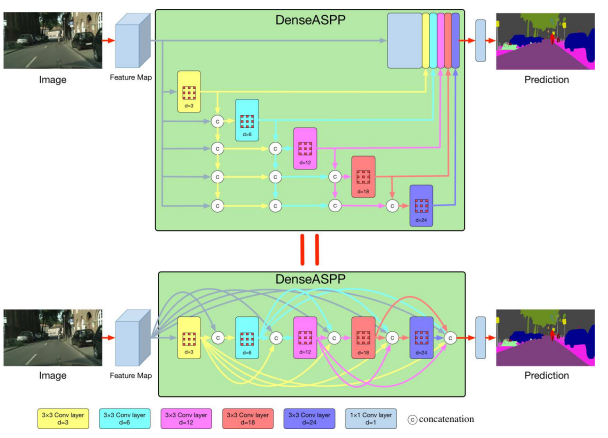 DenseASPP
Image
Feature Map
Prediction
d=3
C
d=6
C
C
d=12
C
C
C
d=18
C
C
C
C
d=24
DenseASPP
Image
Feature Map
Prediction
d=3
C
d=6
C
d=12
C
d=18
C
d=24
C
3×3 Conv layer
d=3
3×3 Conv layer
d=6
3×3 Conv layer
d=12
3×3 Conv layer
d=18
3×3 Conv layer
d=24
1×1 Conv layer
d=1
C concatenation